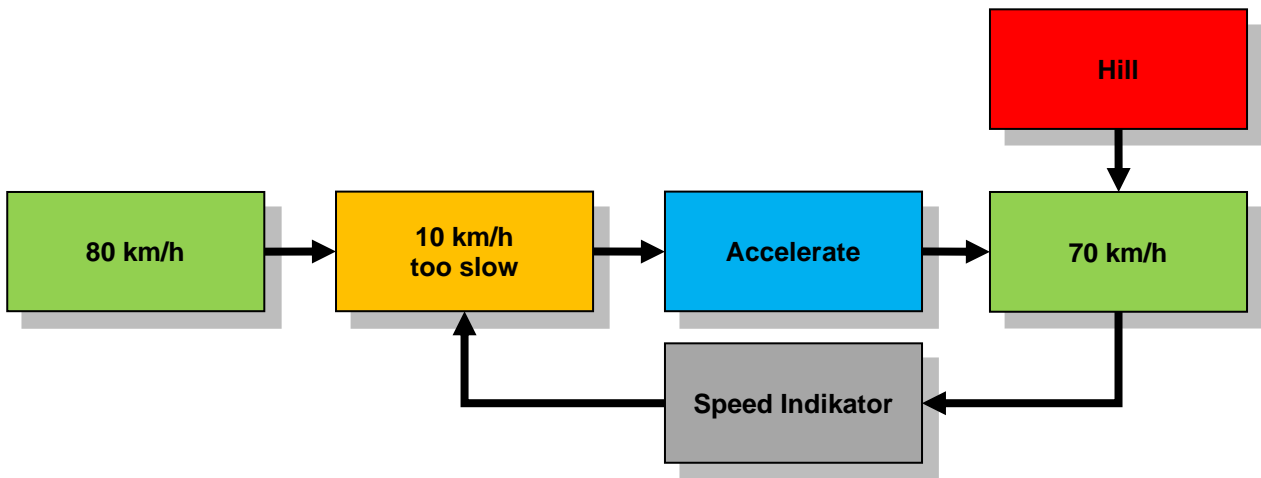 Hill
80 km/h
10 km/h
too slow
Accelerate
70 km/h
Speed Indikator